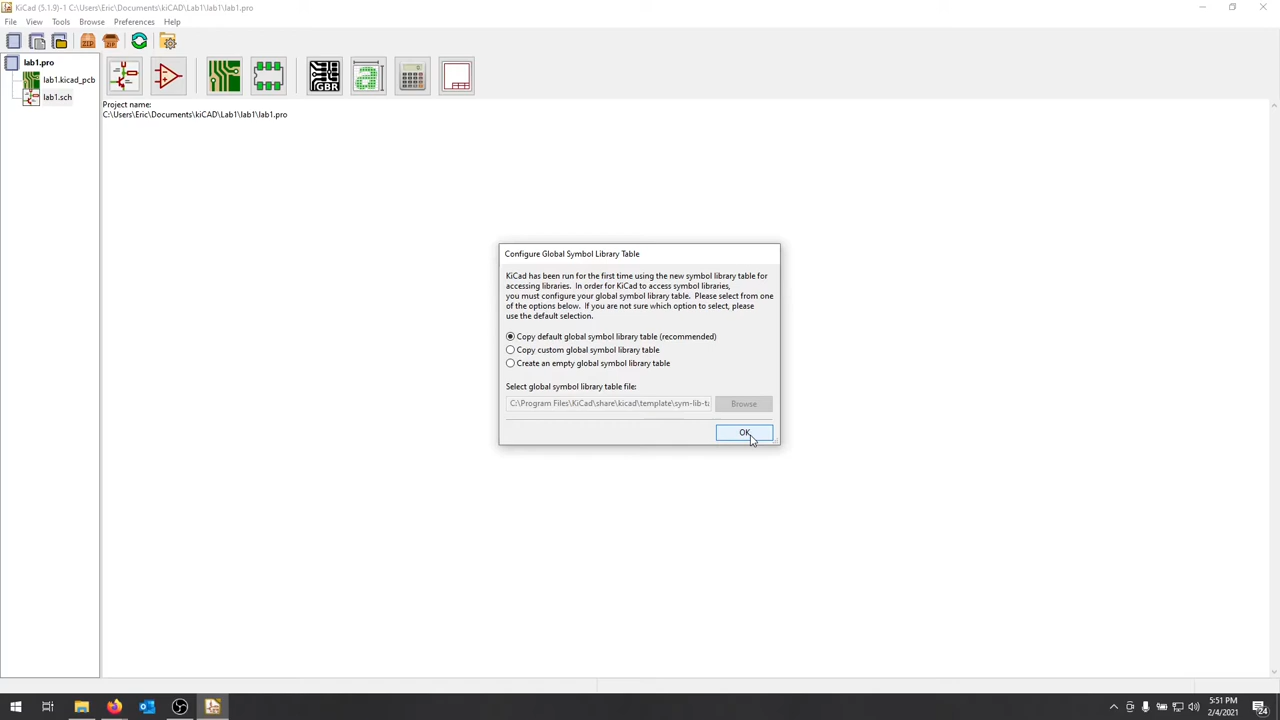 KiCad (5.1.9)-1 C:\Users\Eric\Documents\kiCAD\Lab1\lab1\lab1.pro
File View Tools Browse Preferences Help
ZIP ZIP
lab1.pro
lab1.kicad_pcb
lab1.sch
GBR
a
Project name:
C:\Users\Eric\Documents\kiCAD\Lab1\lab1\lab1.pro
Configure Global Symbol Library Table
KiCad has been run for the first time using the new symbol library table for
accessing libraries. In order for KiCad to access symbol libraries,
you must configure your global symbol library table. Please select from one
of the options below. If you are not sure which option to select, please
use the default selection.
Copy default global symbol library table (recommended)
Copy custom global symbol library table
Create an empty global symbol library table
Select global symbol library table file:
C:\Program Files\KiCad\share\kicad\template\sym-lib-ta
Browse
OK
5:51 PM
2/4/2021
24